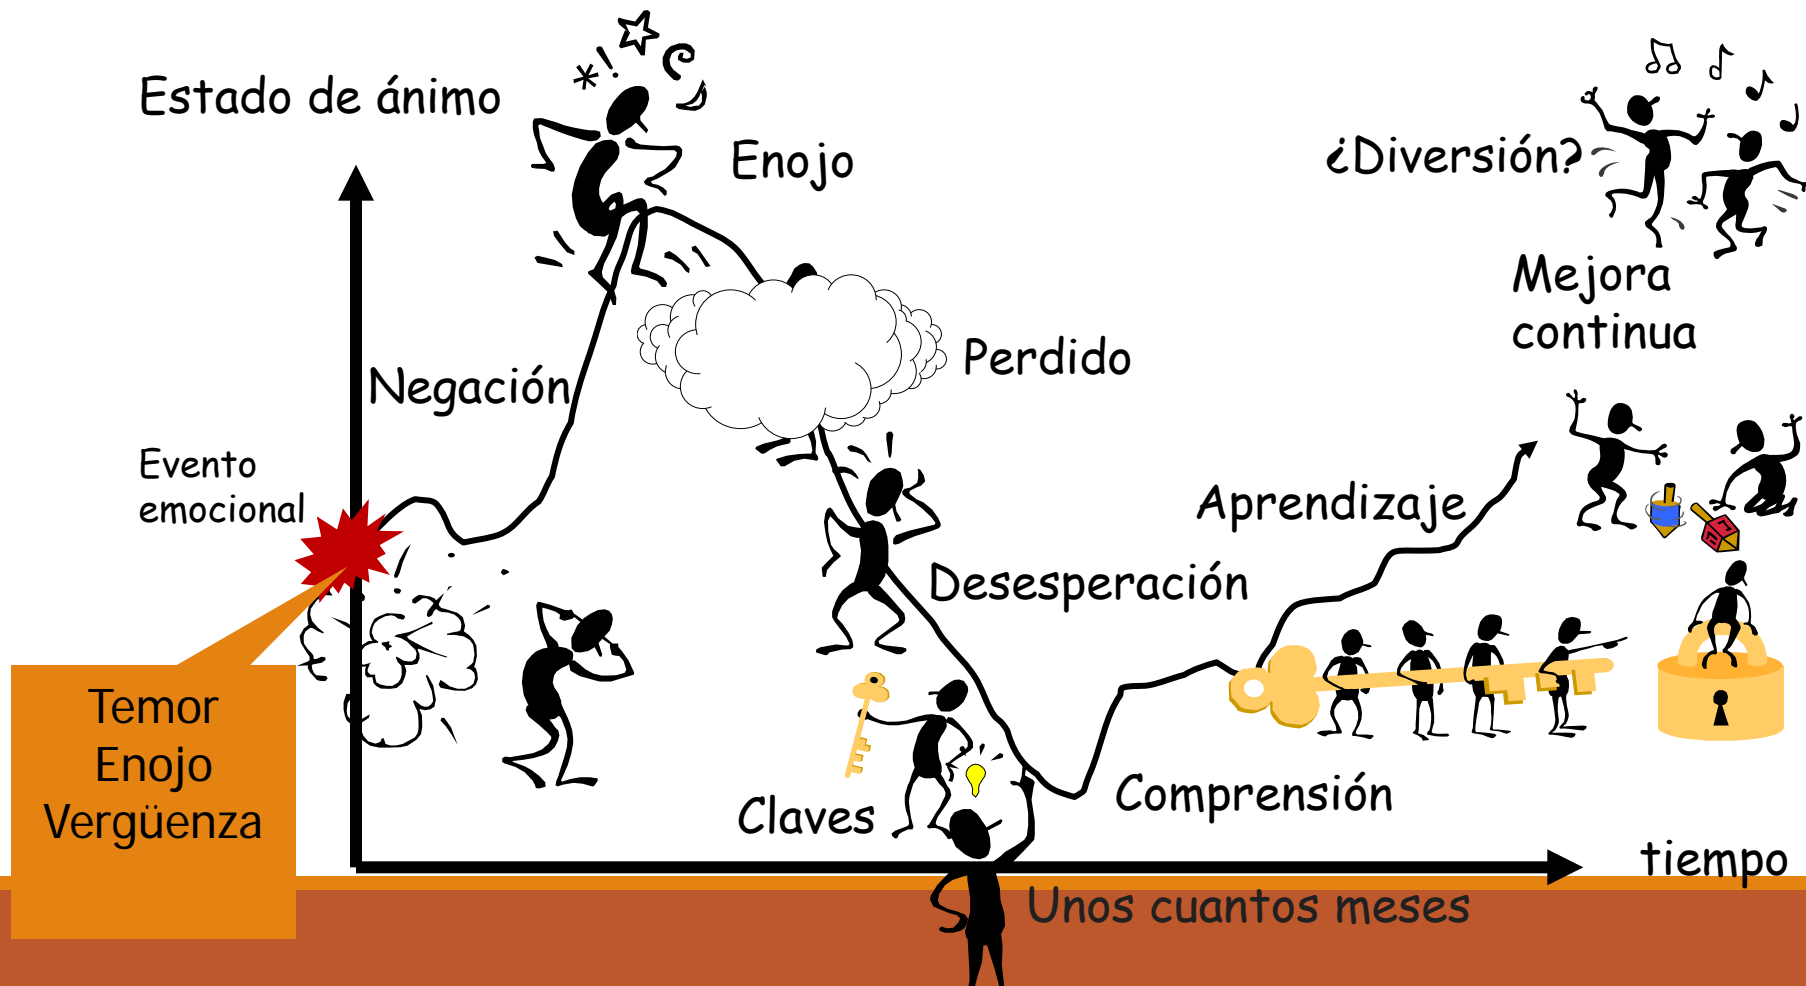 Estado de ánimo
Enojo
¿Diversión?
Mejora
continua
Perdido
Negación
Evento
emocional
Aprendizaje
Desesperación
Temor
Enojo
Vergüenza
Claves
Comprensión
tiempo
Unos cuantos meses